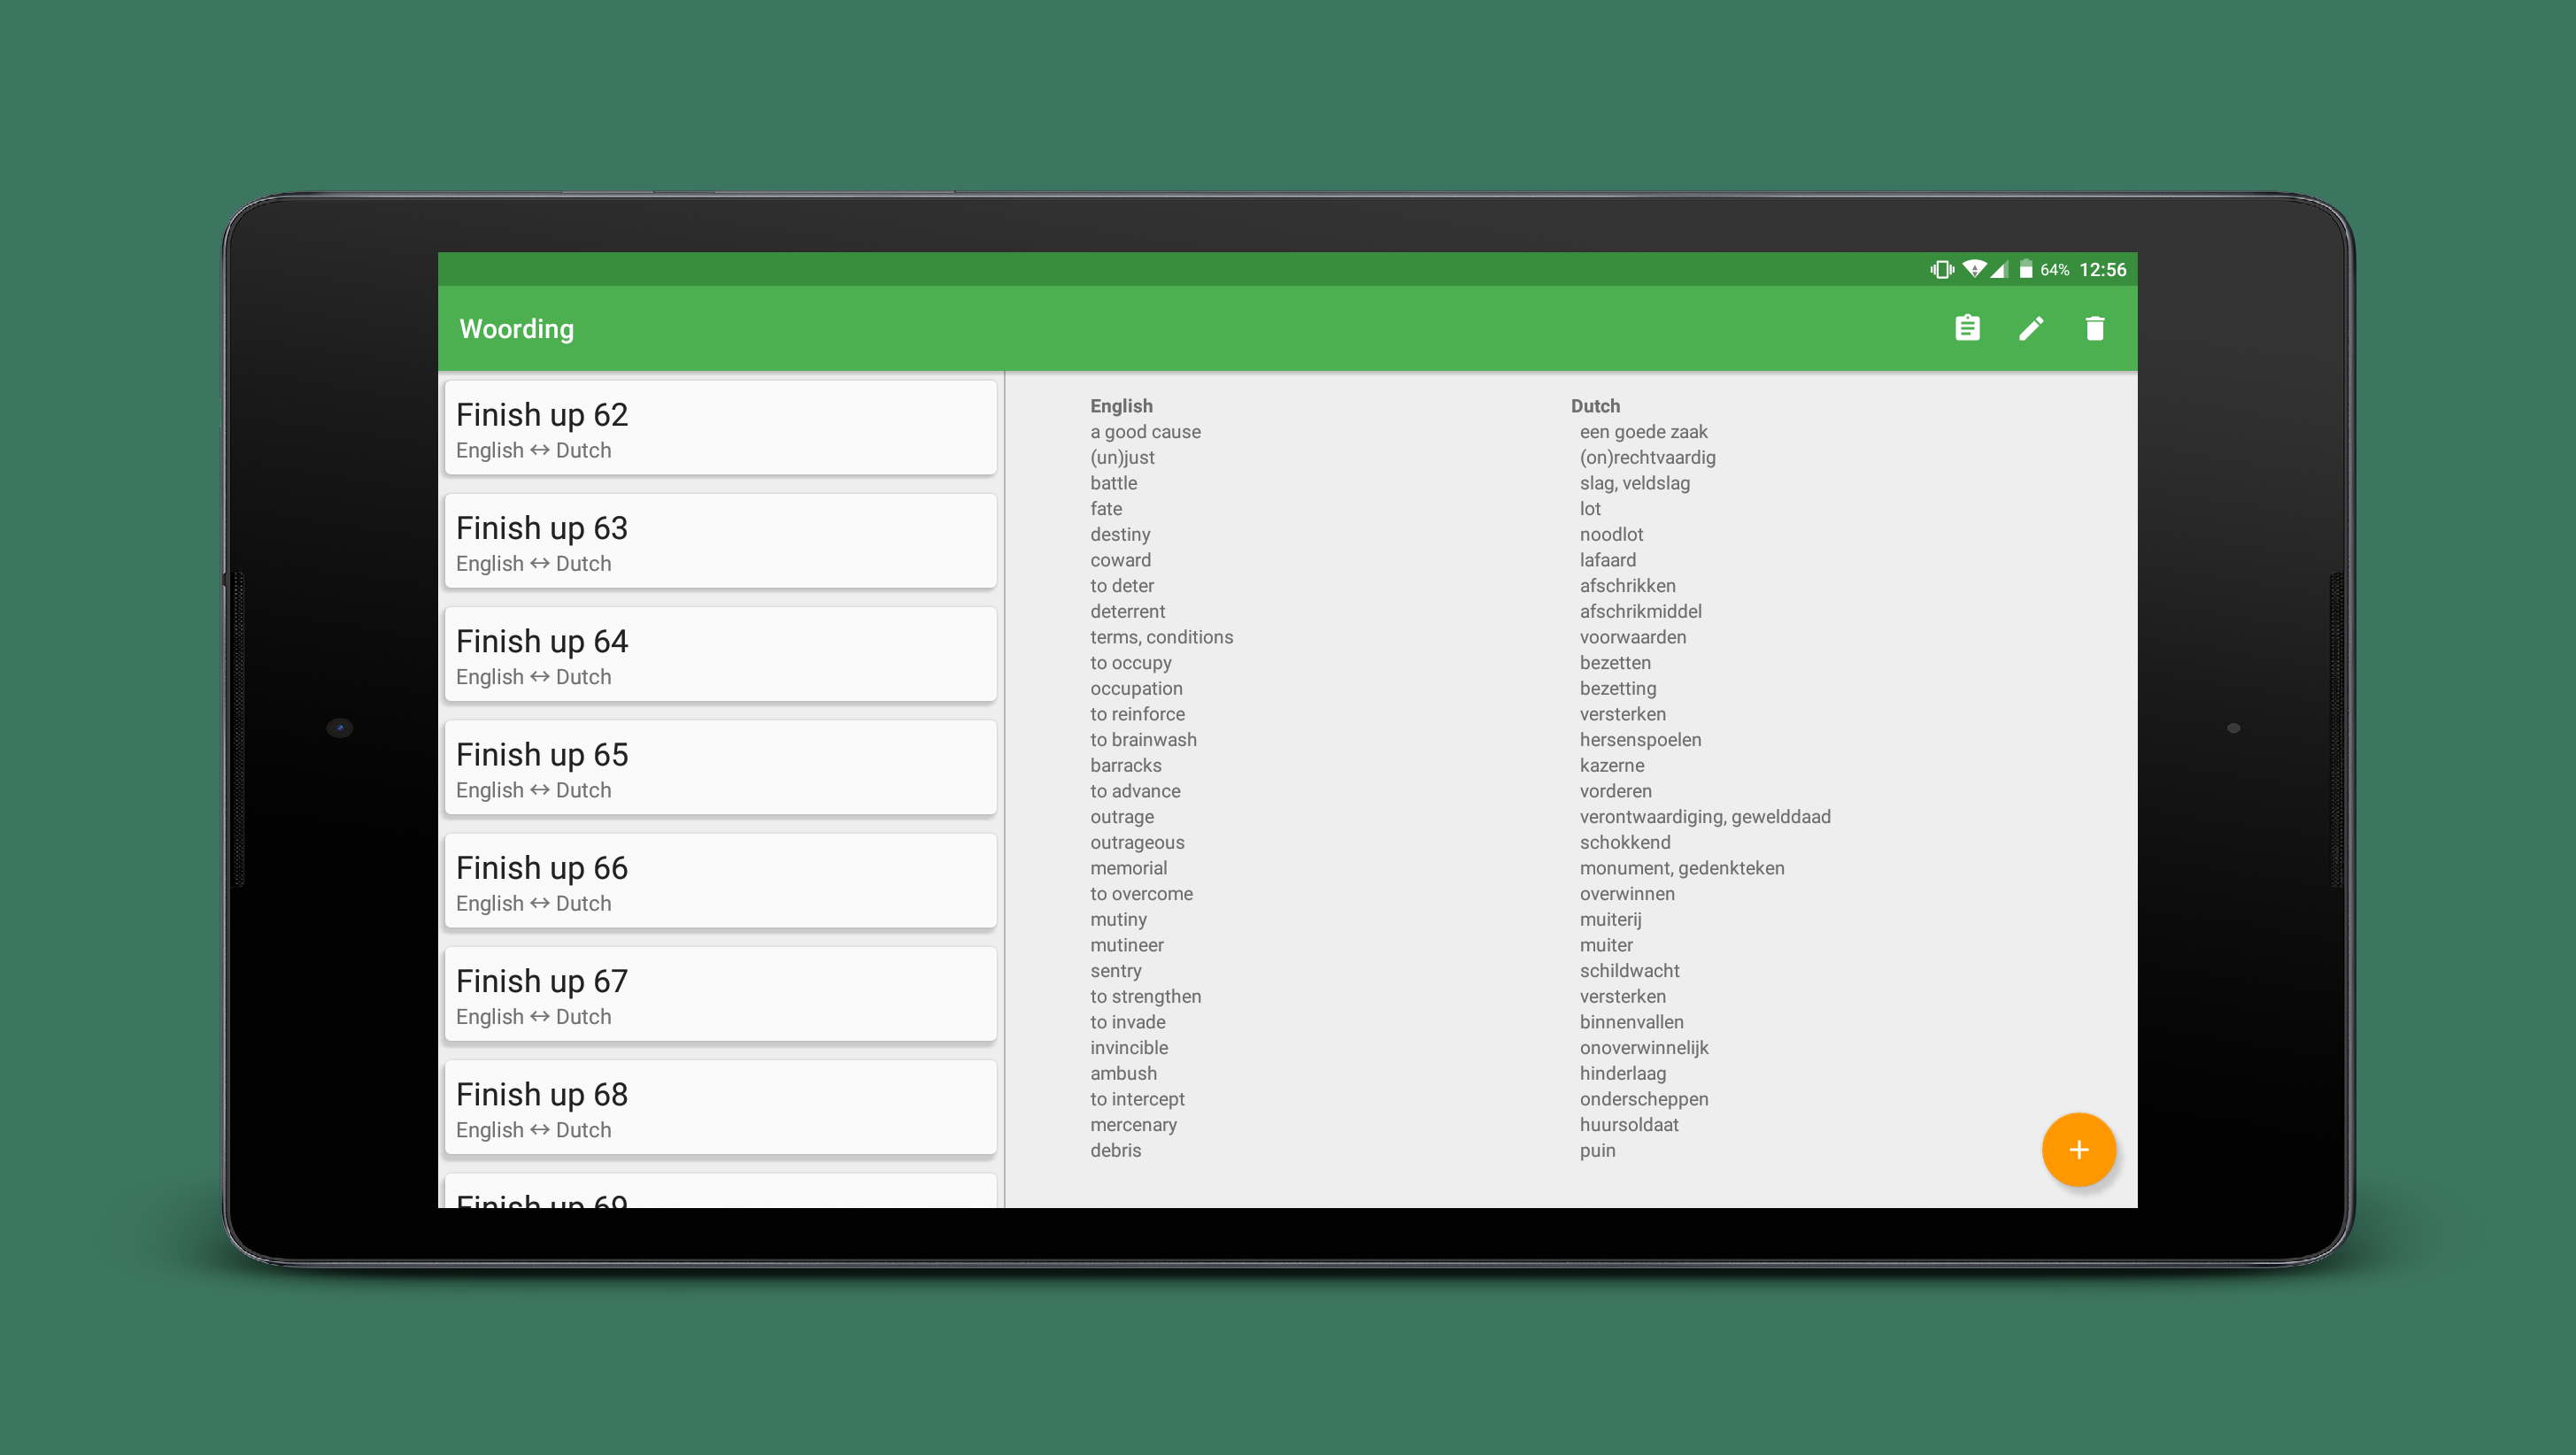 64% 12:56
Woording
Finish up 62
English ↔ Dutch
Finish up 63
English ↔ Dutch
Finish up 64
English ↔ Dutch
Finish up 65
English ↔ Dutch
Finish up 66
English ↔ Dutch
Finish up 67
English ↔ Dutch
Finish up 68
English ↔ Dutch
Finish up 69
English Dutch
a good cause een goede zaak
(un)just (on)rechtvaardig
battle slag, veldslag
fate lot
destiny noodlot
coward lafaard
to deter afschrikken
deterrent afschrikmiddel
terms, conditions voorwaarden
to occupy bezetten
occupation bezetting
to reinforce versterken
to brainwash hersenspoelen
barracks kazerne
to advance vorderen
outrage verontwaardiging, gewelddaad
outrageous schokkend
memorial monument, gedenkteken
to overcome overwinnen
mutiny muiterij
mutineer muiter
sentry schildwacht
to strengthen versterken
to invade binnenvallen
invincible onoverwinnelijk
ambush hinderlaag
to intercept onderscheppen
mercenary huursoldaat
debris puin